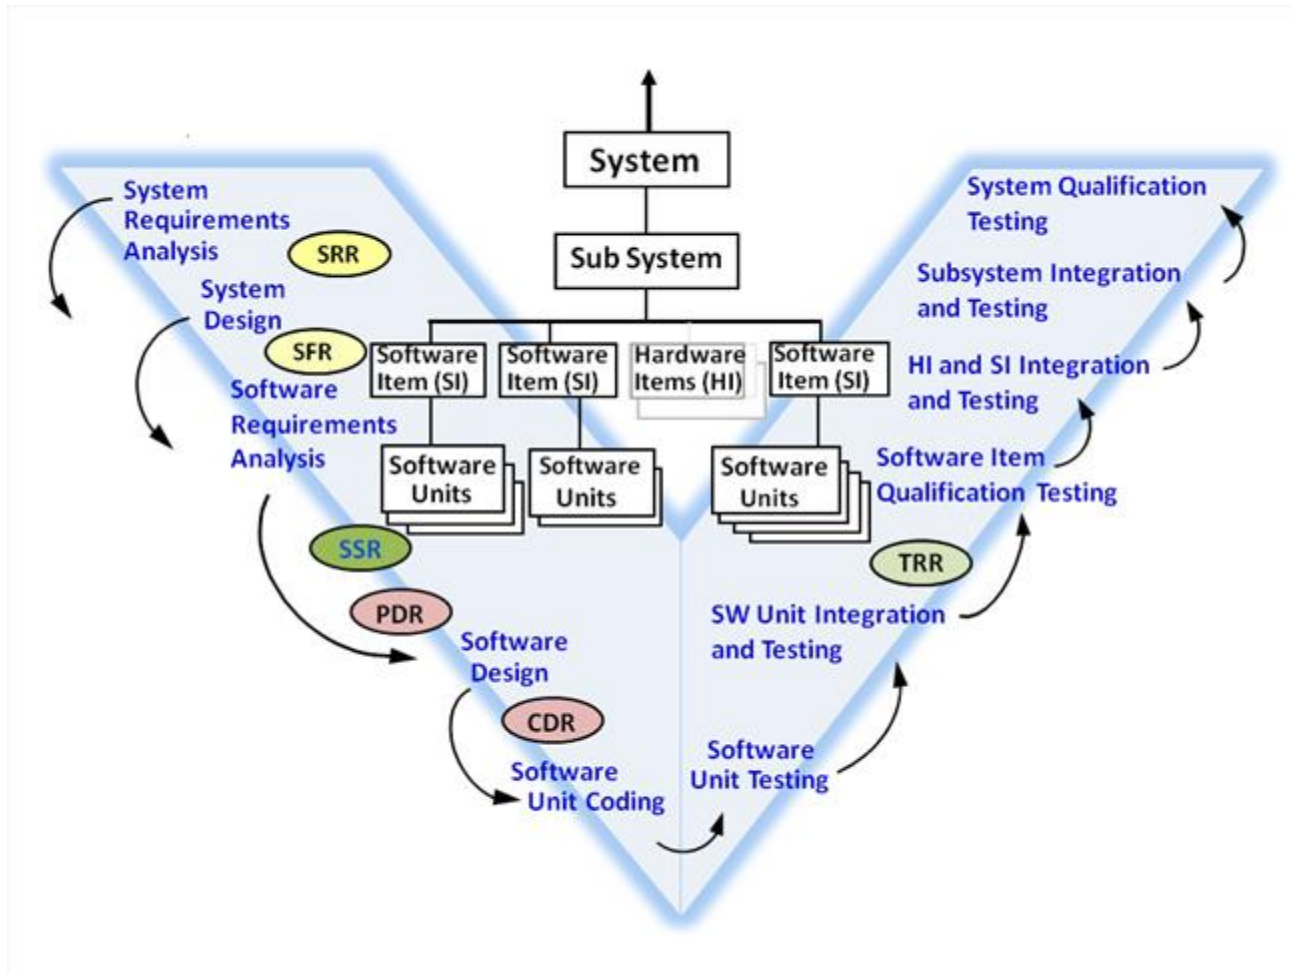 System
Sub System
Software
Item (SI)
Software
Item (SI)
Hardware
Items (HI)
Software
Item (SI)
Software
Units
Software
Units
Software
Units
System
Requirements
Analysis
SRR
System
Design
SFR
Software
Requirements
Analysis
SSR
PDR
Software
Design
CDR
Software
Unit Coding
Software
Unit Testing
SW Unit Integration
and Testing
TRR
Software Item
Qualification Testing
HI and SI Integration
and Testing
Subsystem Integration
and Testing
System Qualification
Testing